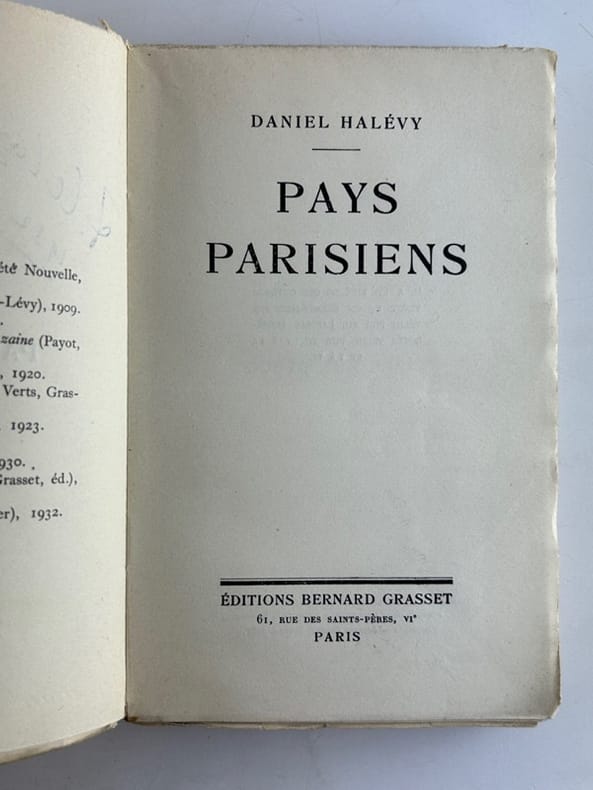 été Nouvelle,
-Lévy), 1909.
zaine (Payot,
, 1920.
Verts, Gras-
1923.
930.
Grasset, éd.),
er), 1932.
DANIEL HALÉVY
PAYS
PARISIENS
ÉDITIONS BERNARD GRASSET
61, RUE DES SAINTS-PÈRES, VIᵉ
PARIS